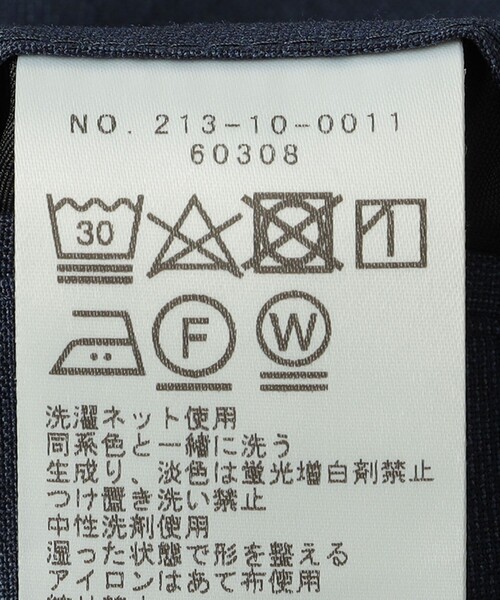 NO. 213-10-0011
60308
30
F W
洗濯ネット使用
同系色と一緒に洗う
生成り、淡色は蛍光増白剤禁止
つけ置き洗い禁止
中性洗剤使用
湿った状態で形を整える
アイロンはあて布使用